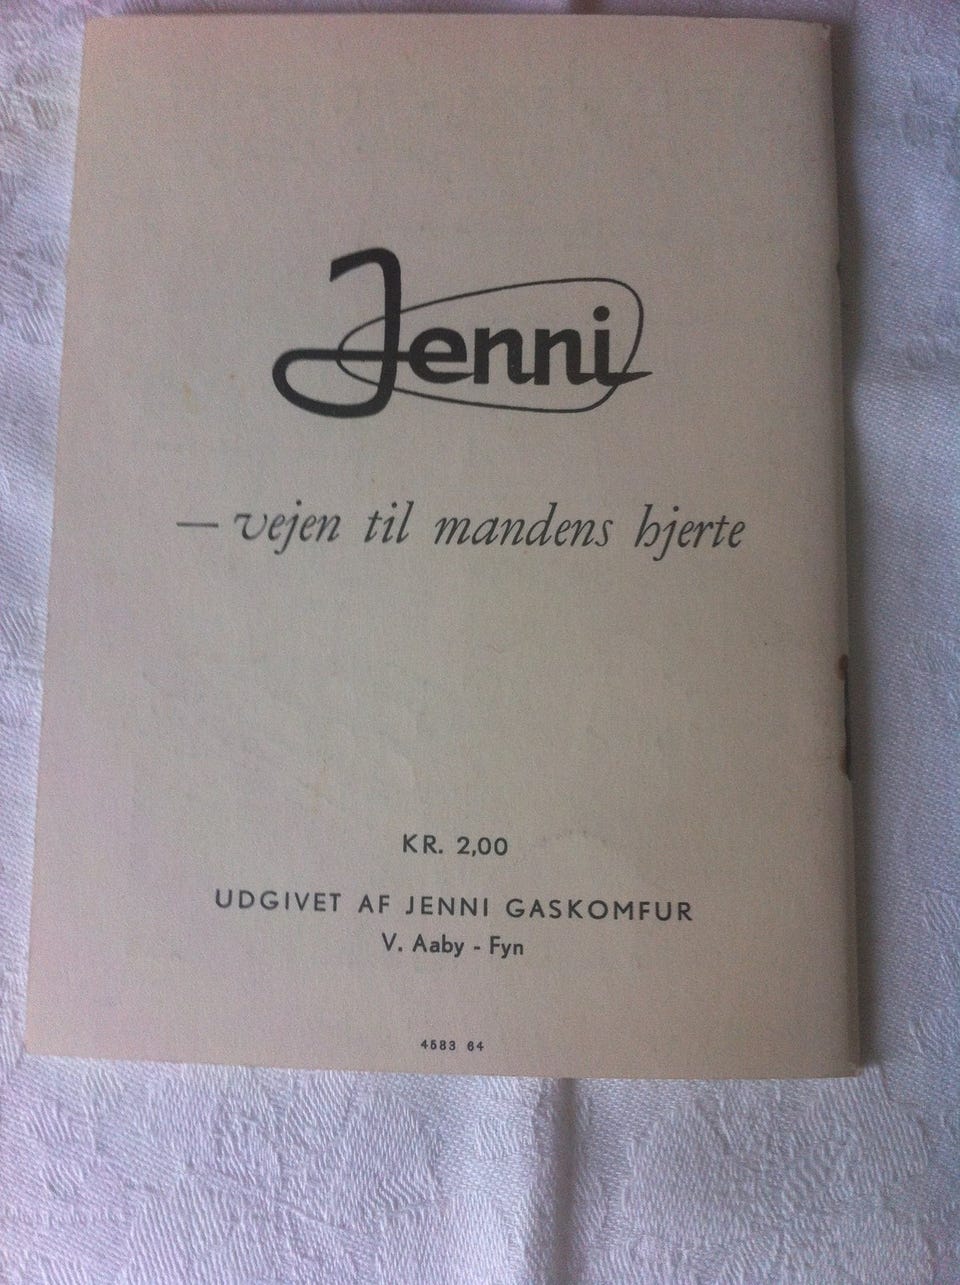 Jenni
— vejen til mandens hjerte
KR. 2,00
UDGIVET AF JENNI GASKOMFUR
V. Aaby - Fyn
4583 64